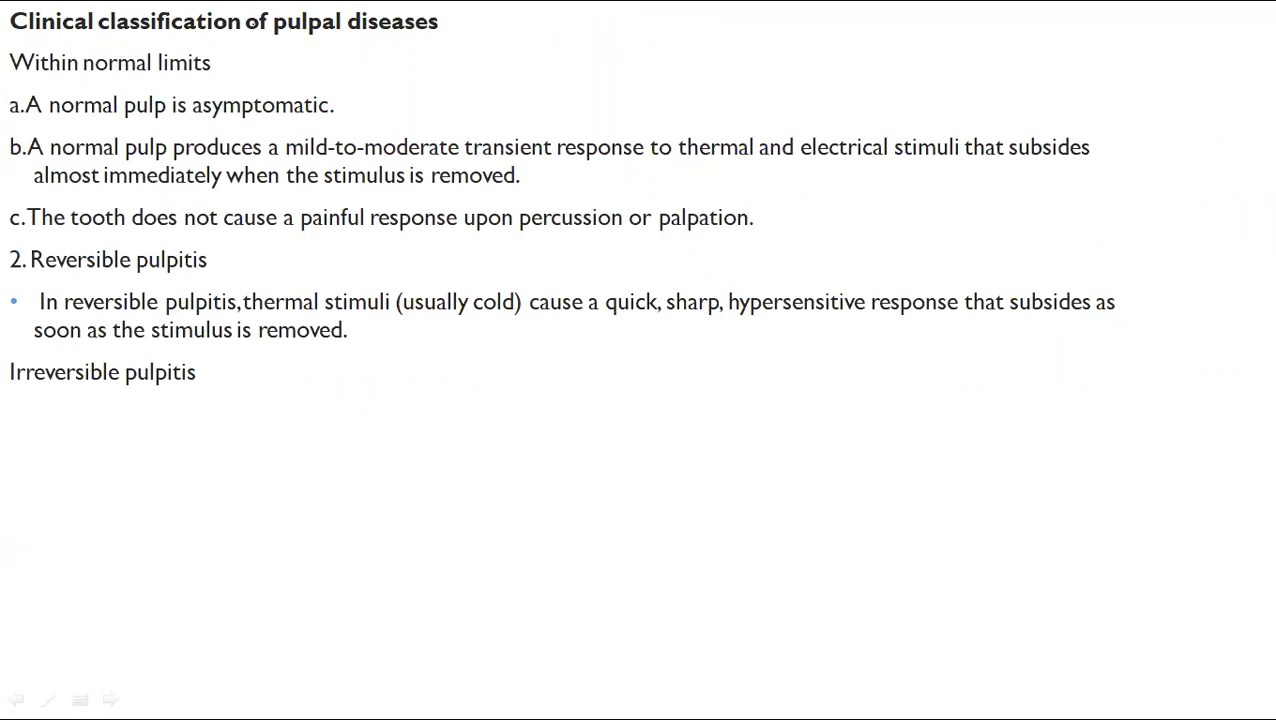 Clinical classification of pulpal diseases
Within normal limits
a.A normal pulp is asymptomatic.
b.A normal pulp produces a mild-to-moderate transient response to thermal and electrical stimuli that subsides
almost immediately when the stimulus is removed.
c.The tooth does not cause a painful response upon percussion or palpation.
2. Reversible pulpitis
• In reversible pulpitis,thermal stimuli (usually cold) cause a quick, sharp, hypersensitive response that subsides as
soon as the stimulus is removed.
Irreversible pulpitis